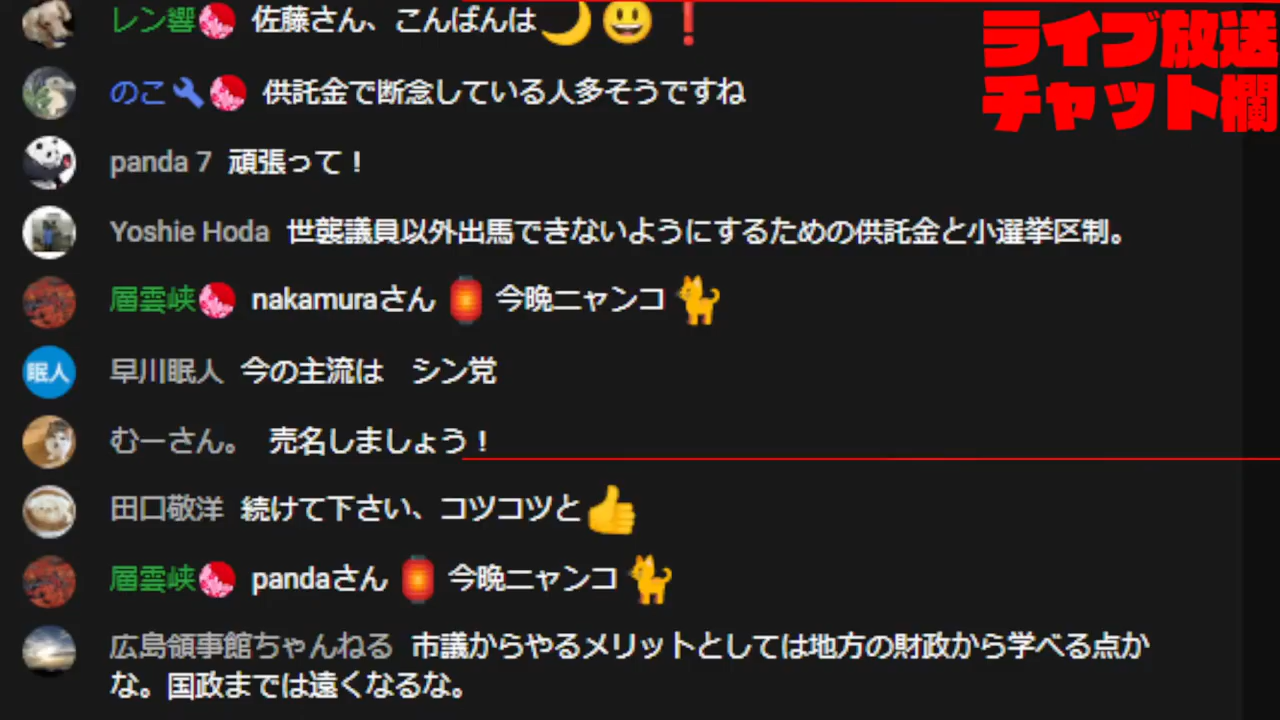 ライブ放送
チャット欄
レン響 佐藤さん、こんばんは🌙😃❗
のこ🔧 供託金で断念している人多そうですね
panda 7 頑張って！
Yoshie Hoda 世襲議員以外出馬できないようにするための供託金と小選挙区制。
層雲峡 nakamuraさん🏮今晩ニャンコ🐈
眠人
早川眠人 今の主流は　シン党
むーさん。 売名しましょう！
田口敬洋 続けて下さい、コツコツと👍
層雲峡 pandaさん🏮今晩ニャンコ🐈
広島領事館ちゃんねる 市議からやるメリットとしては地方の財政から学べる点か
な。国政までは遠くなるな。